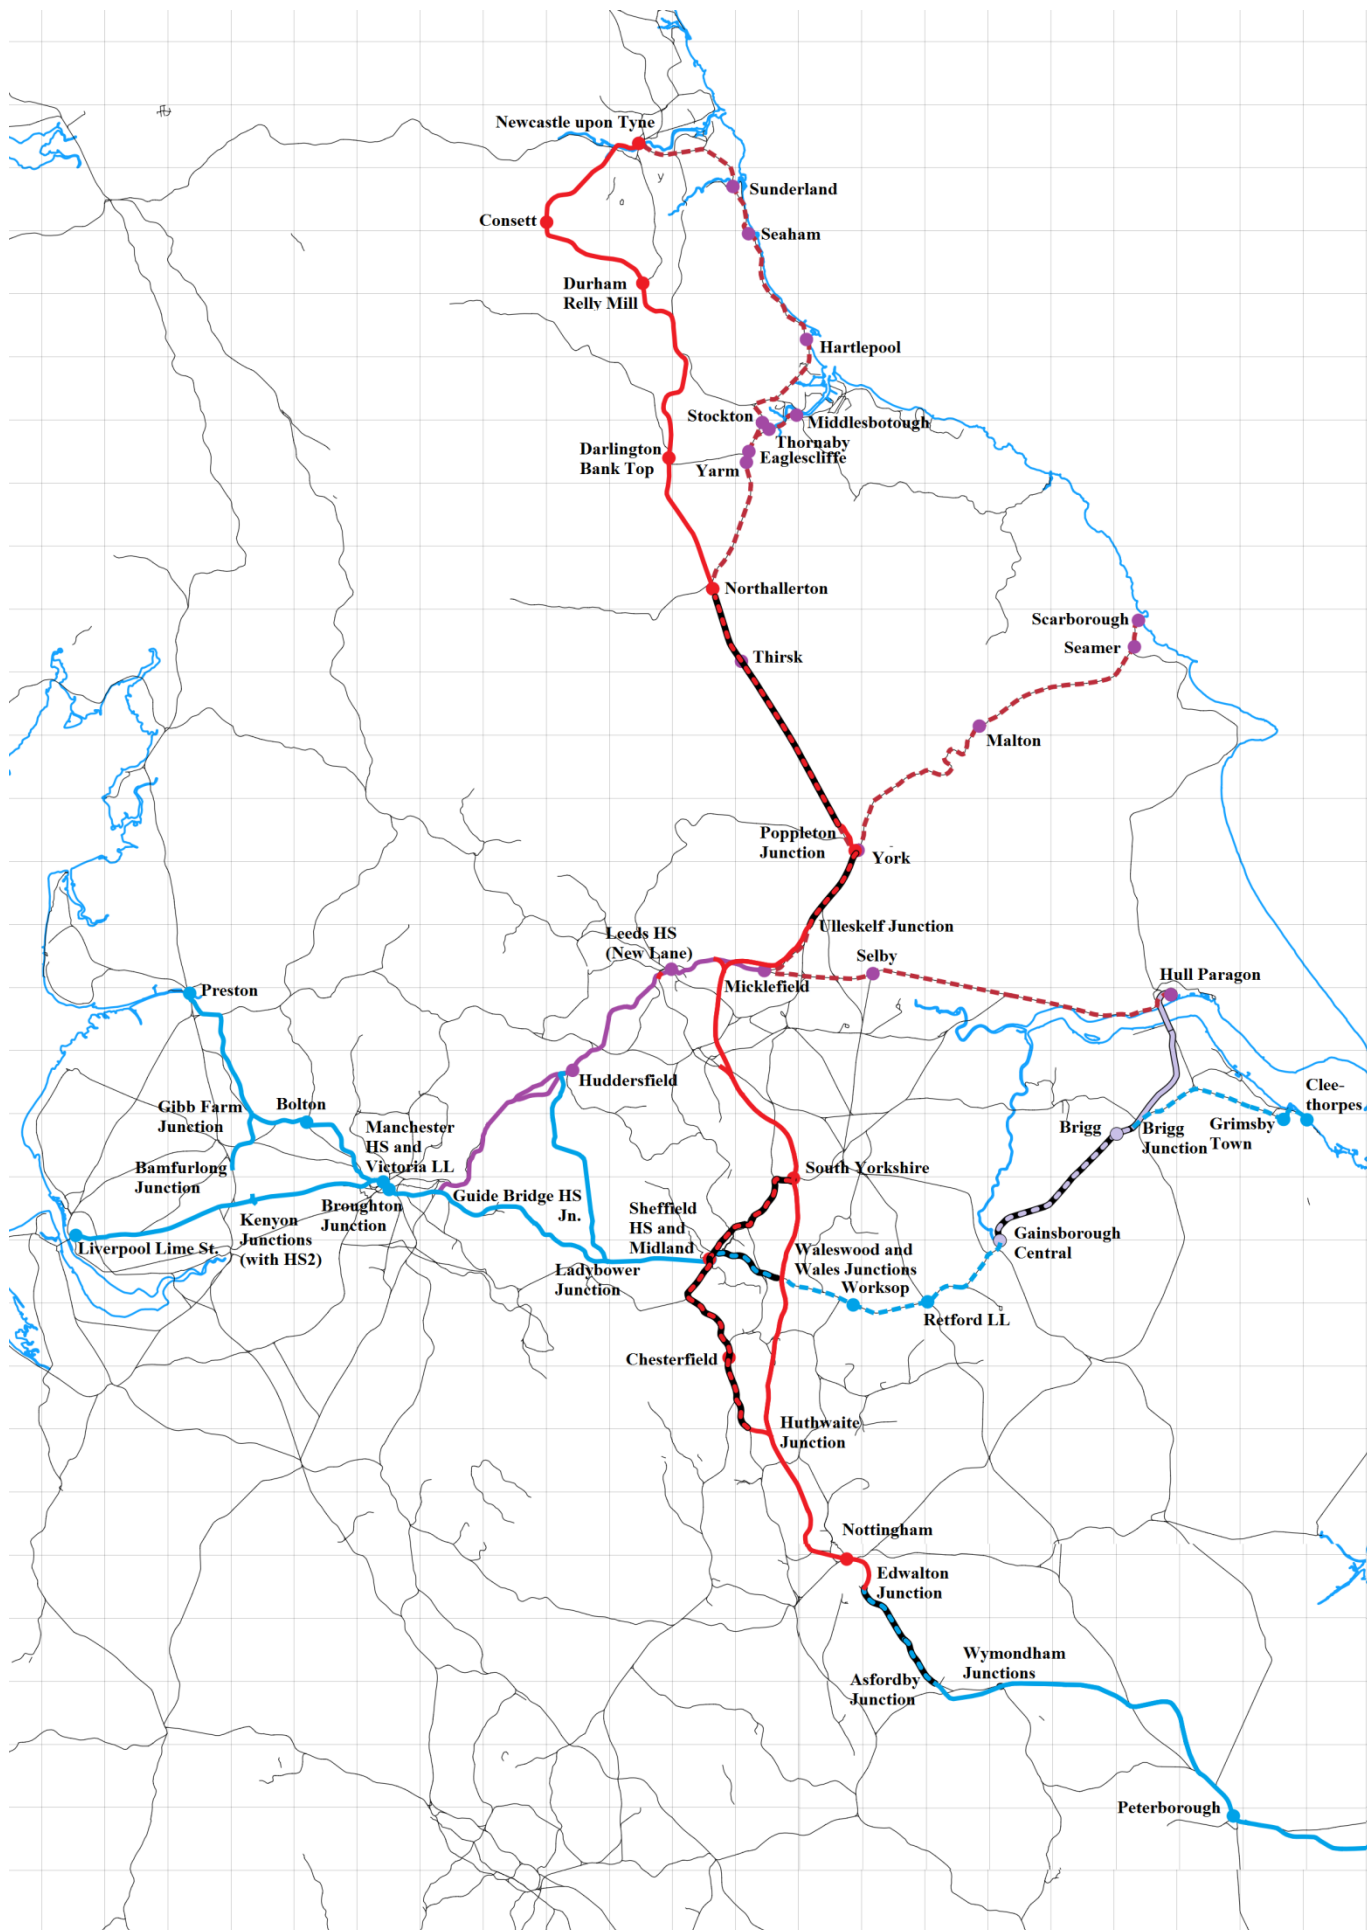 Newcastle upon Tyne
Sunderland
Consett
Seaham
Durham
Relly Mill
Hartlepool
Stockton
Middlesbotough
Thornaby
Darlington
Bank Top
Eaglescliffe
Yarm
Northallerton
Scarborough
Seamer
Thirsk
Malton
Poppleton
Junction
York
Ulleskelf Junction
Leeds HS
(New Lane)
Selby
Micklefield
Hull Paragon
Preston
Huddersfield
Gibb Farm
Junction
Bolton
Manchester
HS and
Victoria LL
Clee-
thorpes
Grimsby
Town
Brigg
Brigg
Junction
Bamfurlong
Junction
South Yorkshire
Guide Bridge HS
Jn.
Broughton
Junction
Sheffield
HS and
Midland
Kenyon
Junctions
(with HS2)
Liverpool Lime St.
Gainsborough
Central
Waleswood and
Wales Junctions
Ladybower
Junction
Worksop
Retford LL
Chesterfield
Huthwaite
Junction
Nottingham
Edwalton
Junction
Wymondham
Junctions
Asfordby
Junction
Peterborough